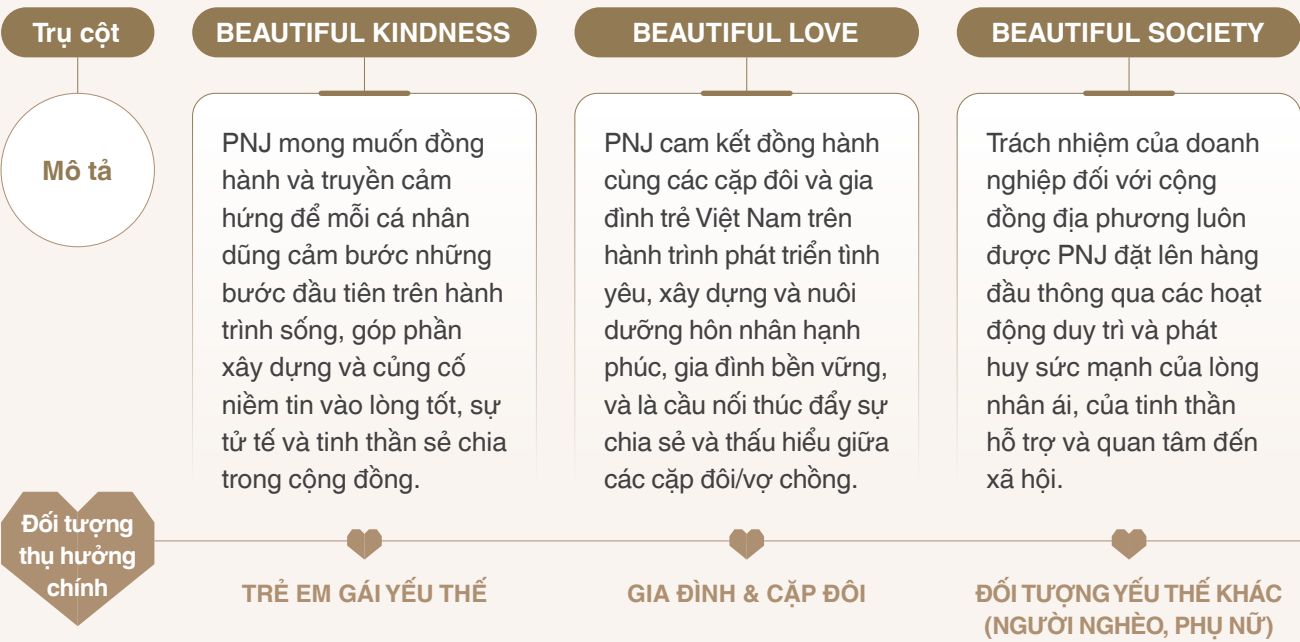 Trụ cột
BEAUTIFUL KINDNESS
BEAUTIFUL LOVE
BEAUTIFUL SOCIETY
Mô tả
PNJ mong muốn đồng
hành và truyền cảm
hứng để mỗi cá nhân
dũng cảm bước những
bước đầu tiên trên hành
trình sống, góp phần
xây dựng và củng cố
niềm tin vào lòng tốt, sự
tử tế và tinh thần sẻ chia
trong cộng đồng.
PNJ cam kết đồng hành
cùng các cặp đôi và gia
đình trẻ Việt Nam trên
hành trình phát triển tình
yêu, xây dựng và nuôi
dưỡng hôn nhân hạnh
phúc, gia đình bền vững,
và là cầu nối thúc đẩy sự
chia sẻ và thấu hiểu giữa
các cặp đôi/vợ chồng.
Trách nhiệm của doanh
nghiệp đối với cộng
đồng địa phương luôn
được PNJ đặt lên hàng
đầu thông qua các hoạt
động duy trì và phát
huy sức mạnh của lòng
nhân ái, của tinh thần
hỗ trợ và quan tâm đến
xã hội.
Đối tượng
thụ hưởng
chính
TRẺ EM GÁI YẾU THẾ
GIA ĐÌNH & CẶP ĐÔI
ĐỐI TƯỢNG YẾU THẾ KHÁC
(NGƯỜI NGHÈO, PHỤ NỮ)